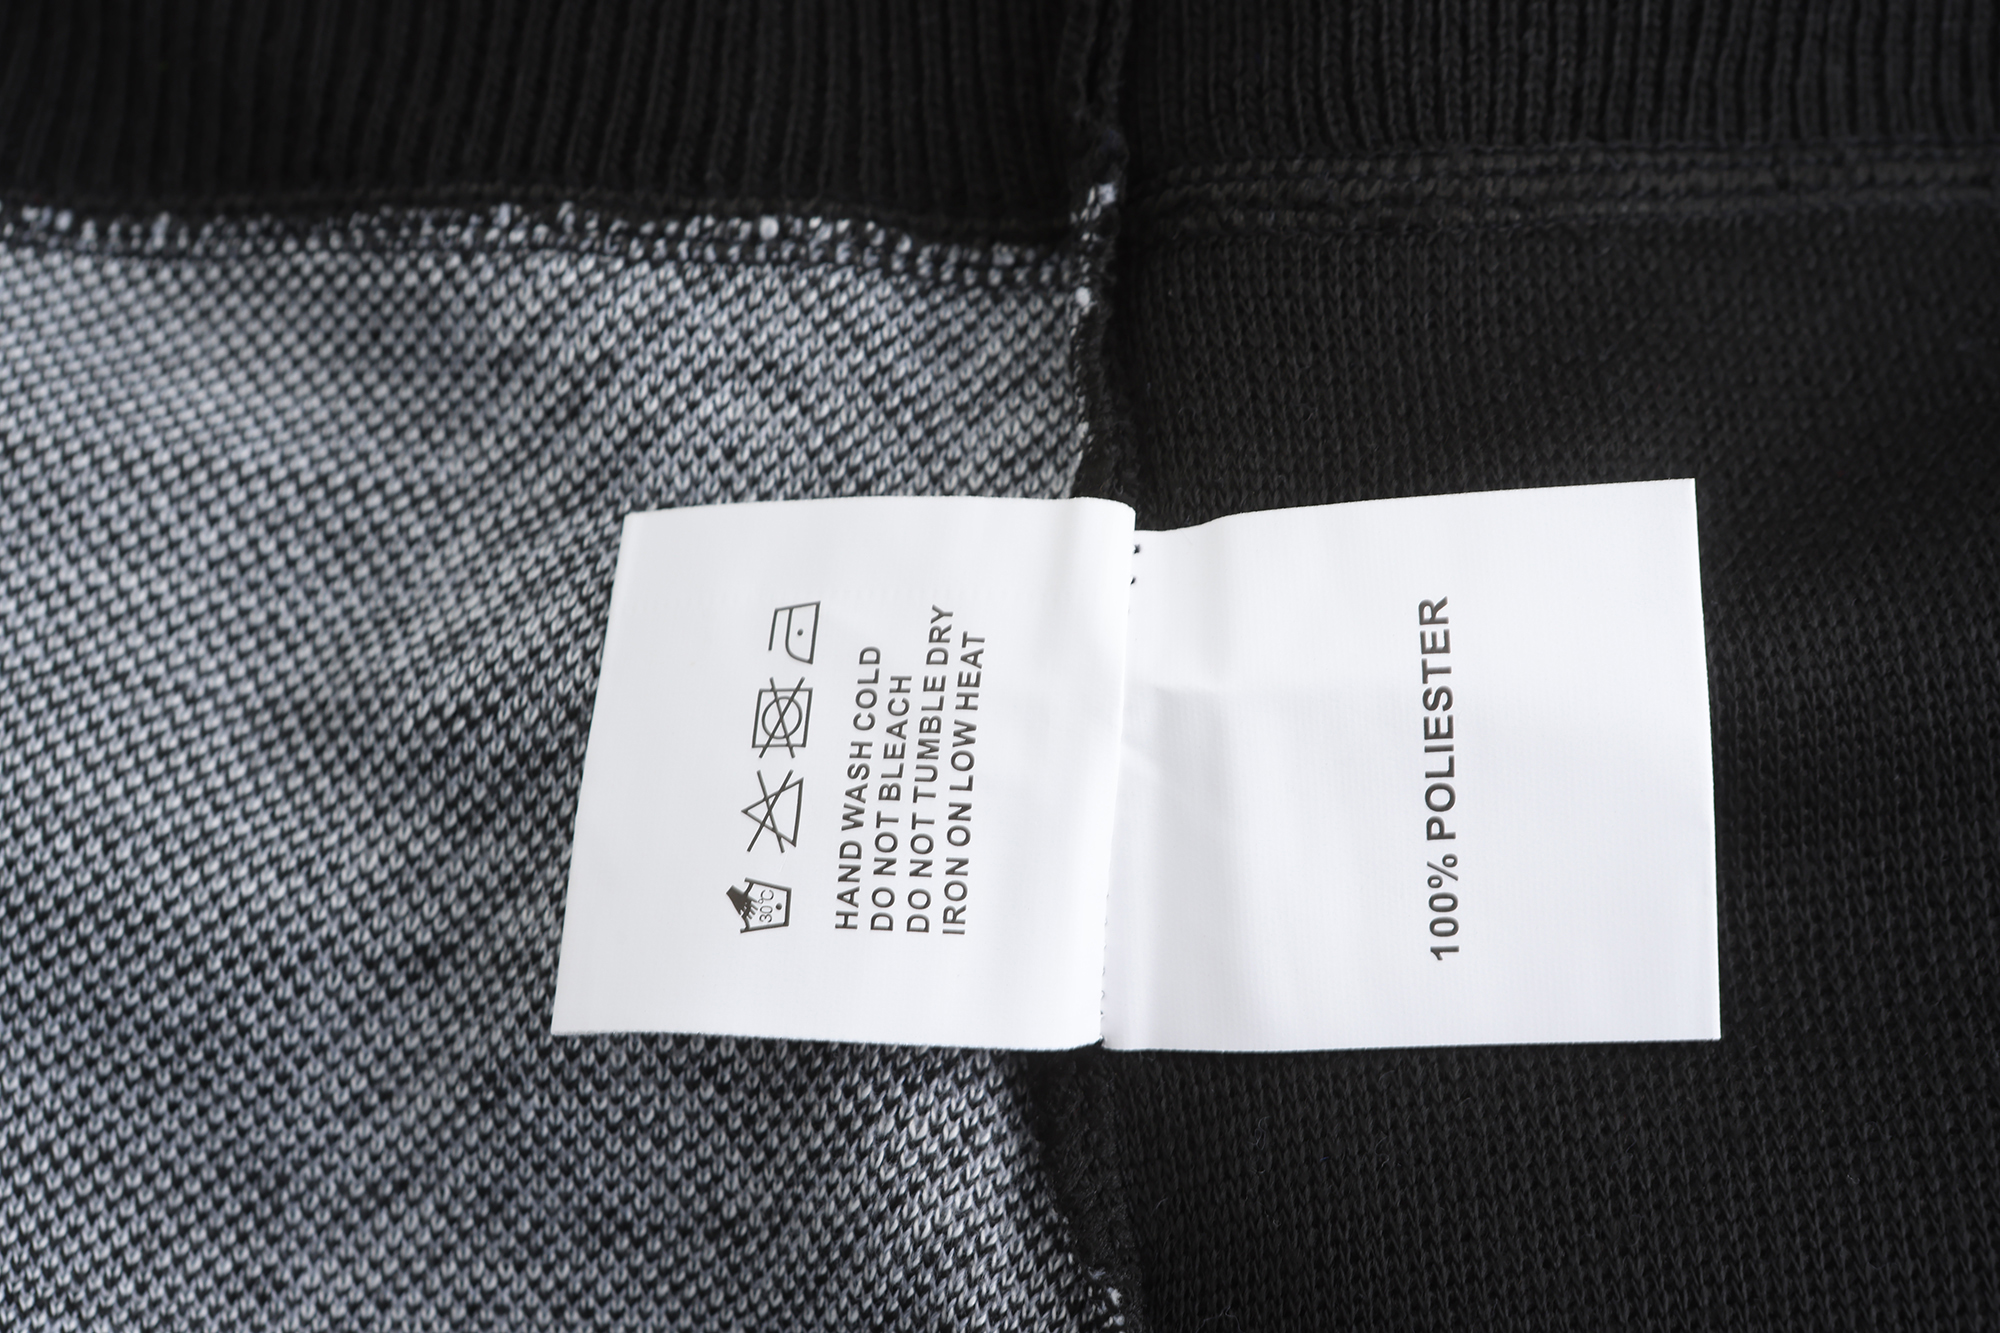 30°C
HAND WASH COLD
DO NOT BLEACH
DO NOT TUMBLE DRY
IRON ON LOW HEAT
100% POLIESTER